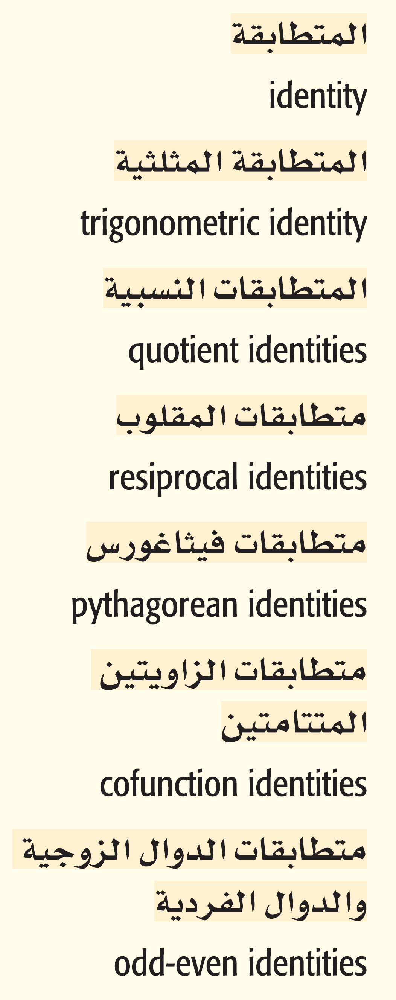 المتطابقة
identity
المتطابقة المثلثية
trigonometric identity
المتطابقات النسبية
quotient identities
متطابقات المقلوب
resiprocal identities
متطابقات فيثاغورس
pythagorean identities
متطابقات الزاويتين
المتتامتين
cofunction identities
متطابقات الدوال الزوجية
والدوال الفردية
odd-even identities